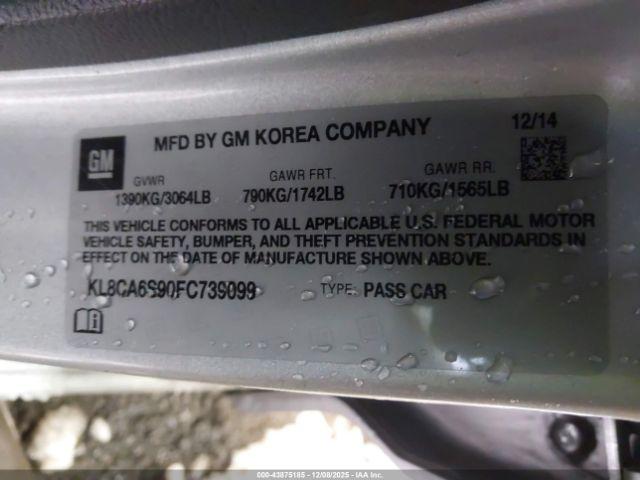 MFD BY GM KOREA COMPANY 12/14
GM
GVWR GAWR FRT. GAWR RR.
1390KG/3064LB 790KG/1742LB 710KG/1565LB
THIS VEHICLE CONFORMS TO ALL APPLICABLE U.S. FEDERAL MOTOR
VEHICLE SAFETY, BUMPER, AND THEFT PREVENTION STANDARDS IN
EFFECT ON THE DATE OF MANUFACTURE SHOWN ABOVE.
KL8CA6S90FC739099 TYPE: PASS CAR
000-43875185 - 12/08/2025 - IAA Inc.